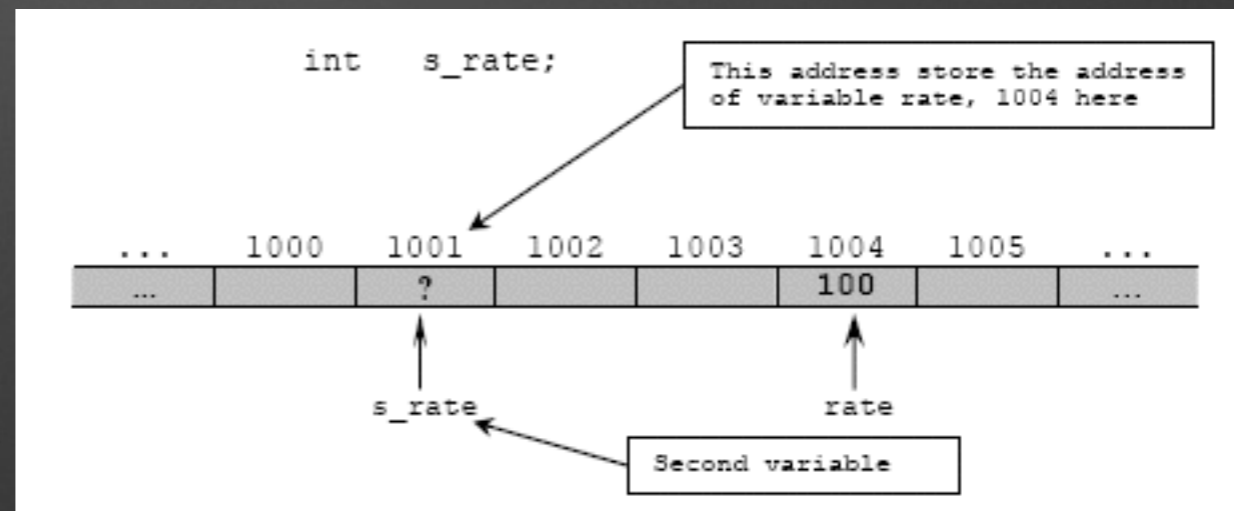 int s_rate;
This address store the address
of variable rate, 1004 here
... 1000 1001 1002 1003 1004 1005 ...
... ? 100 ...
s_rate rate
Second variable